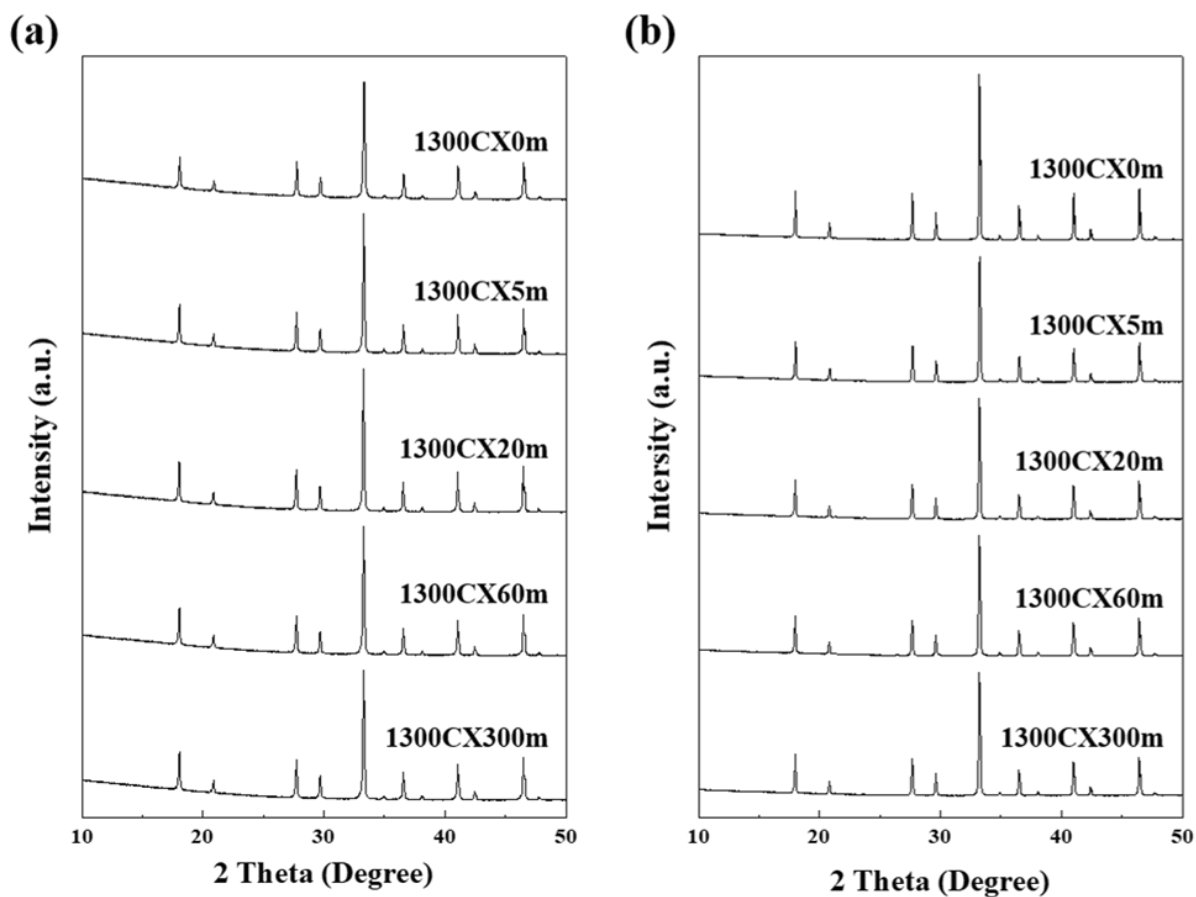 (a)
1300CX0m
1300CX5m
1300CX20m
1300CX60m
1300CX300m
Intensity (a.u.)
10 20 30 40 50
2 Theta (Degree)
(b)
1300CX0m
1300CX5m
1300CX20m
1300CX60m
1300CX300m
Intersity (a.u.)
10 20 30 40 50
2 Theta (Degree)